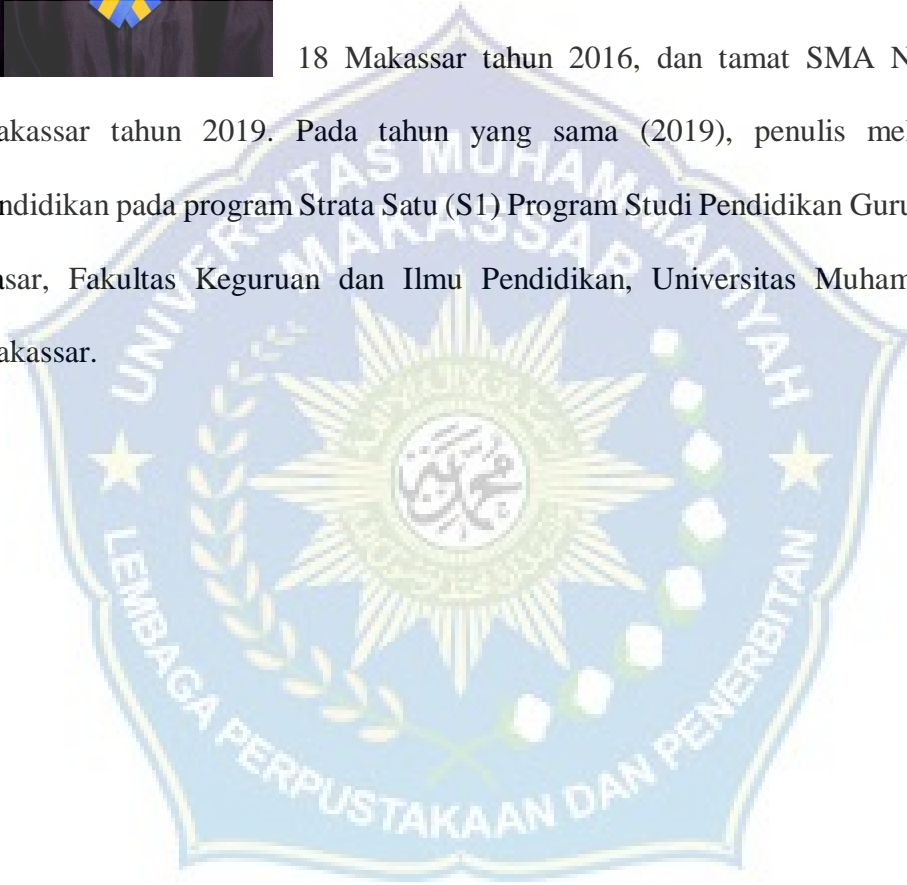 18 Makassar tahun 2016, dan tamat SMA N
akassar tahun 2019. Pada tahun yang sama (2019), penulis mel
ndidikan pada program Strata Satu (S1) Program Studi Pendidikan Guru
asar, Fakultas Keguruan dan Ilmu Pendidikan, Universitas Muham
akassar.
UNIVERSITAS MUHAMMADIYAH
MAKASSAR
LEMBAGA PERPUSTAKAAN DAN PENERBITAN